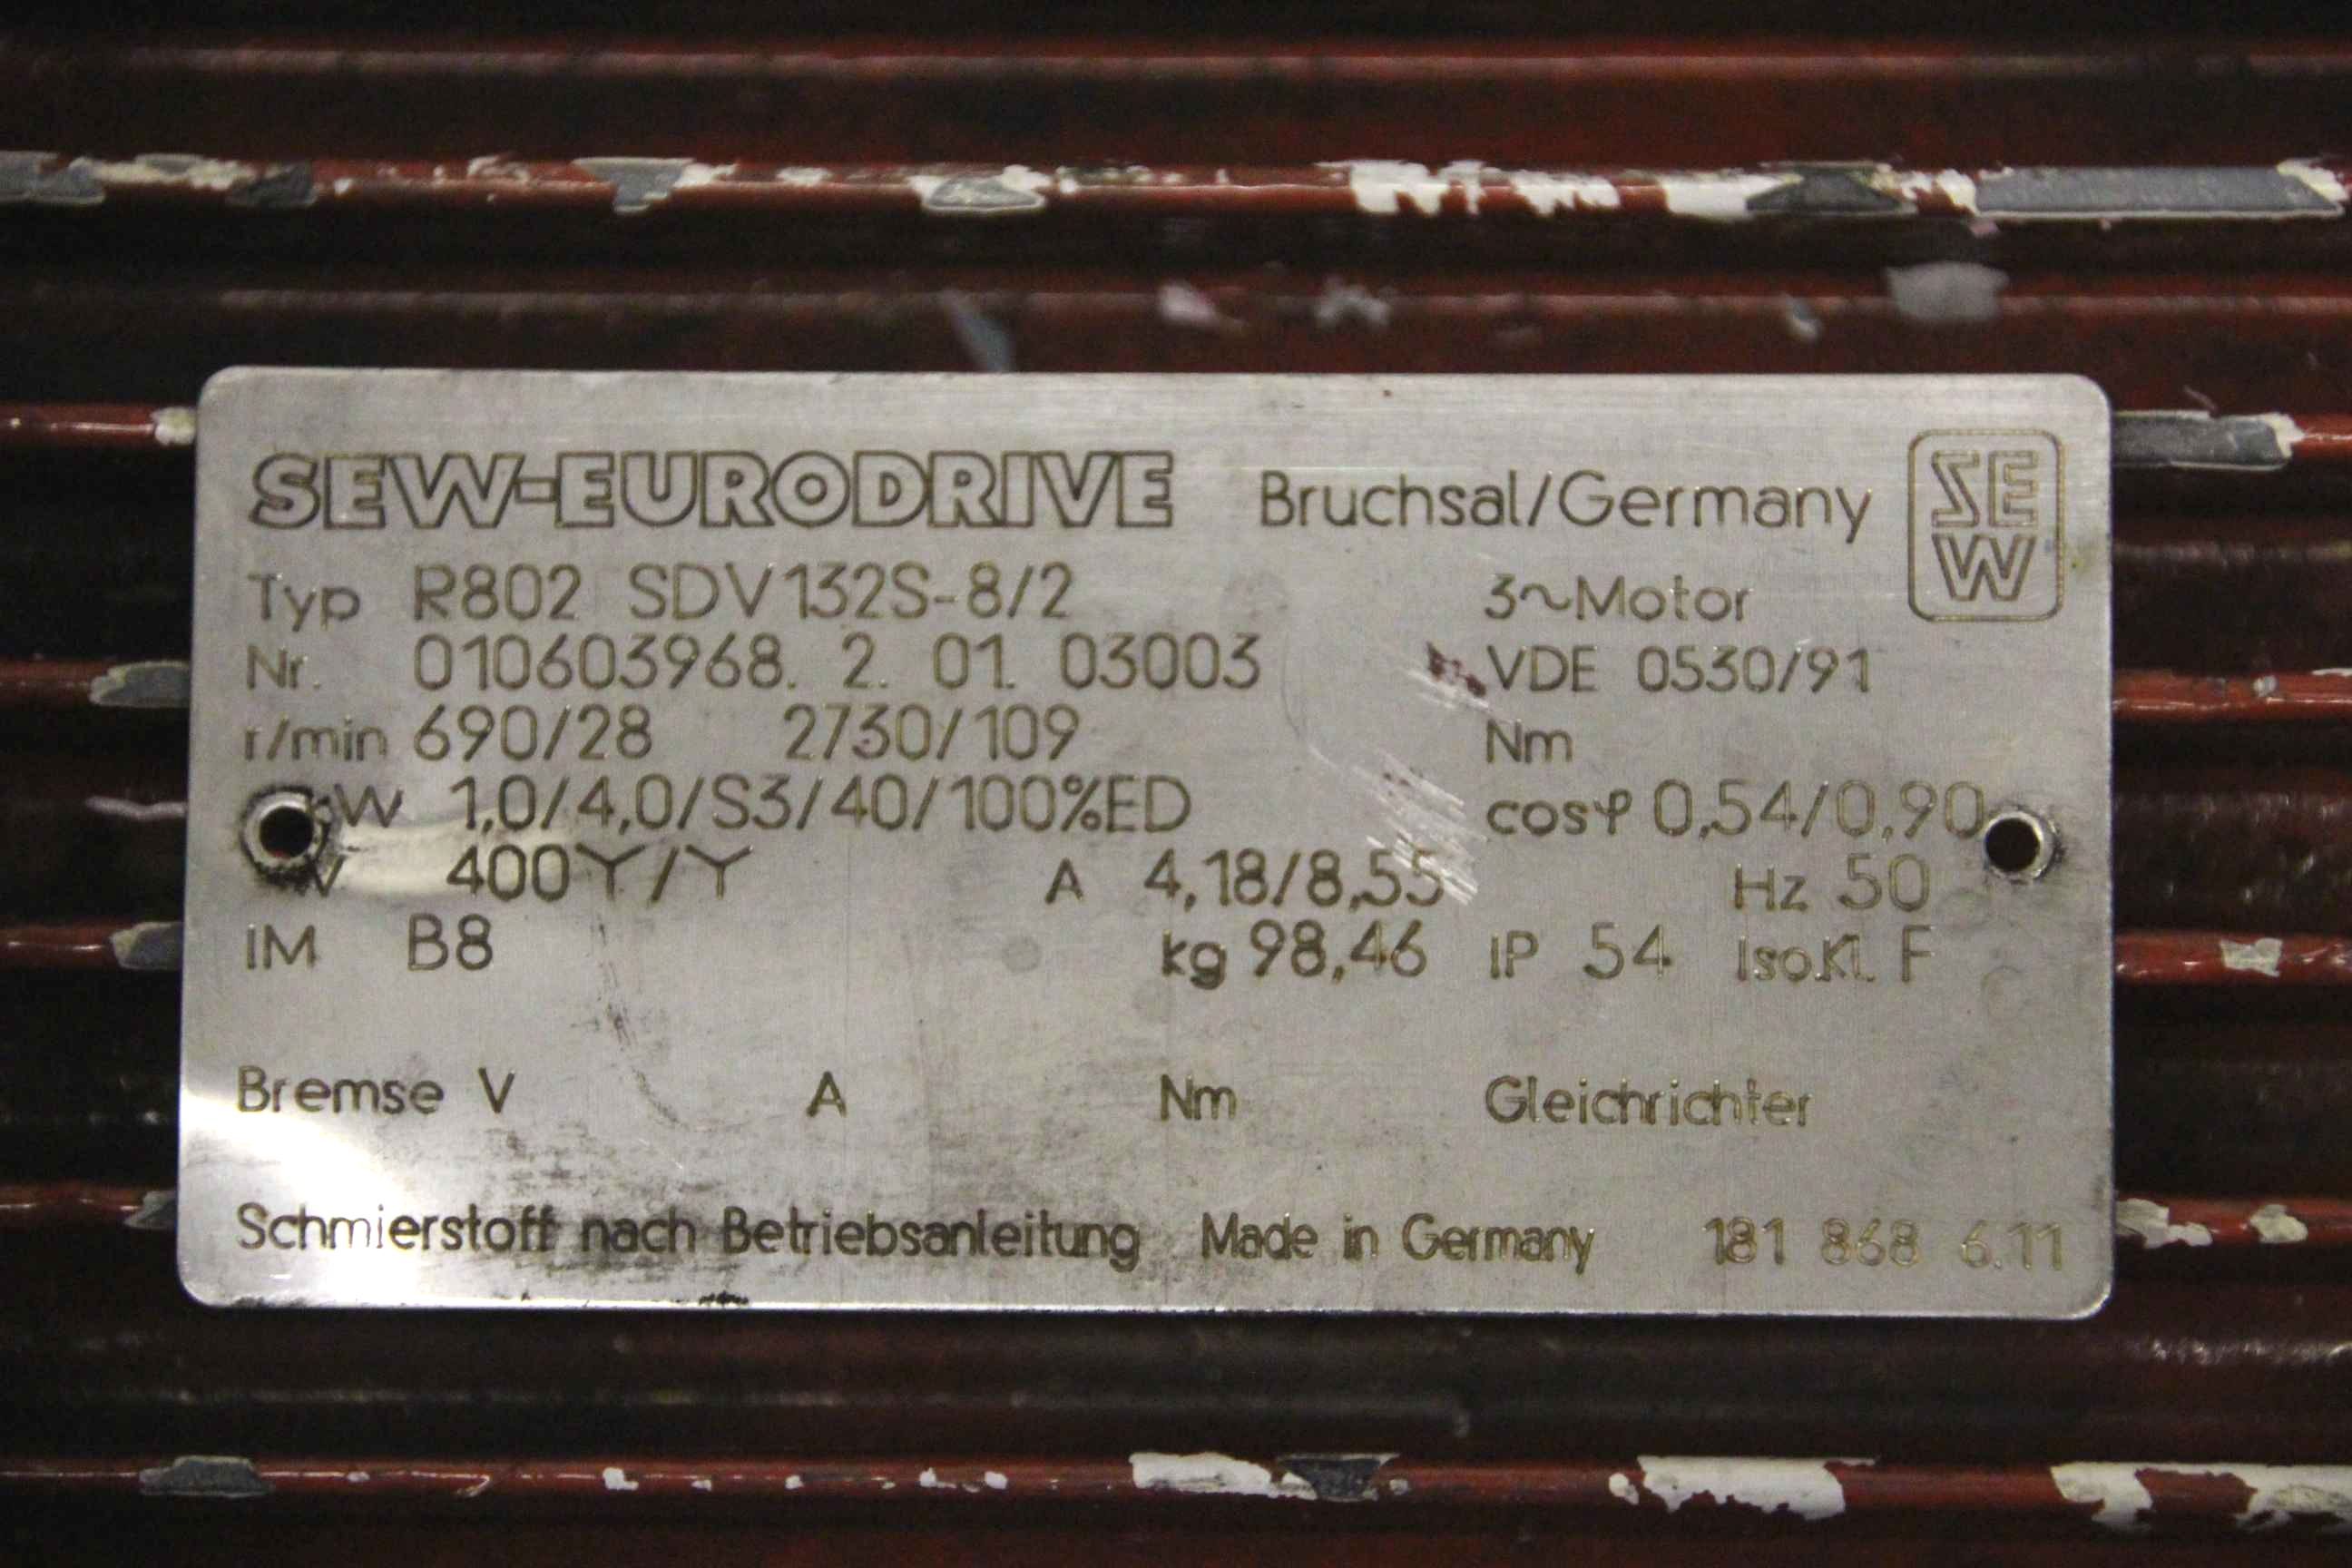 SEW-EURODRIVE Bruchsal/Germany SEW
Typ R802 SDV132S-8/2 3~Motor
Nr. 010603968. 2. 01. 03003 VDE 0530/91
r/min 690/28 2730/109 Nm
kW 1,0/4,0/S3/40/100%ED cosφ 0,54/0,90
V 400Y/Y A 4,18/8,55 Hz 50
IM B8 kg 98,46 IP 54 Iso.Kl. F
Bremse V A Nm Gleichrichter
Schmierstoff nach Betriebsanleitung Made in Germany 181 868 6.11